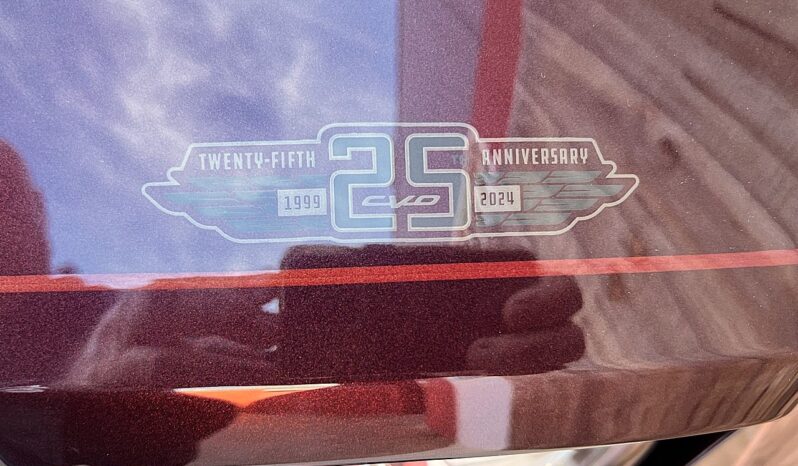 TWENTY-FIFTH 25TH ANNIVERSARY
1999 CVO 2024